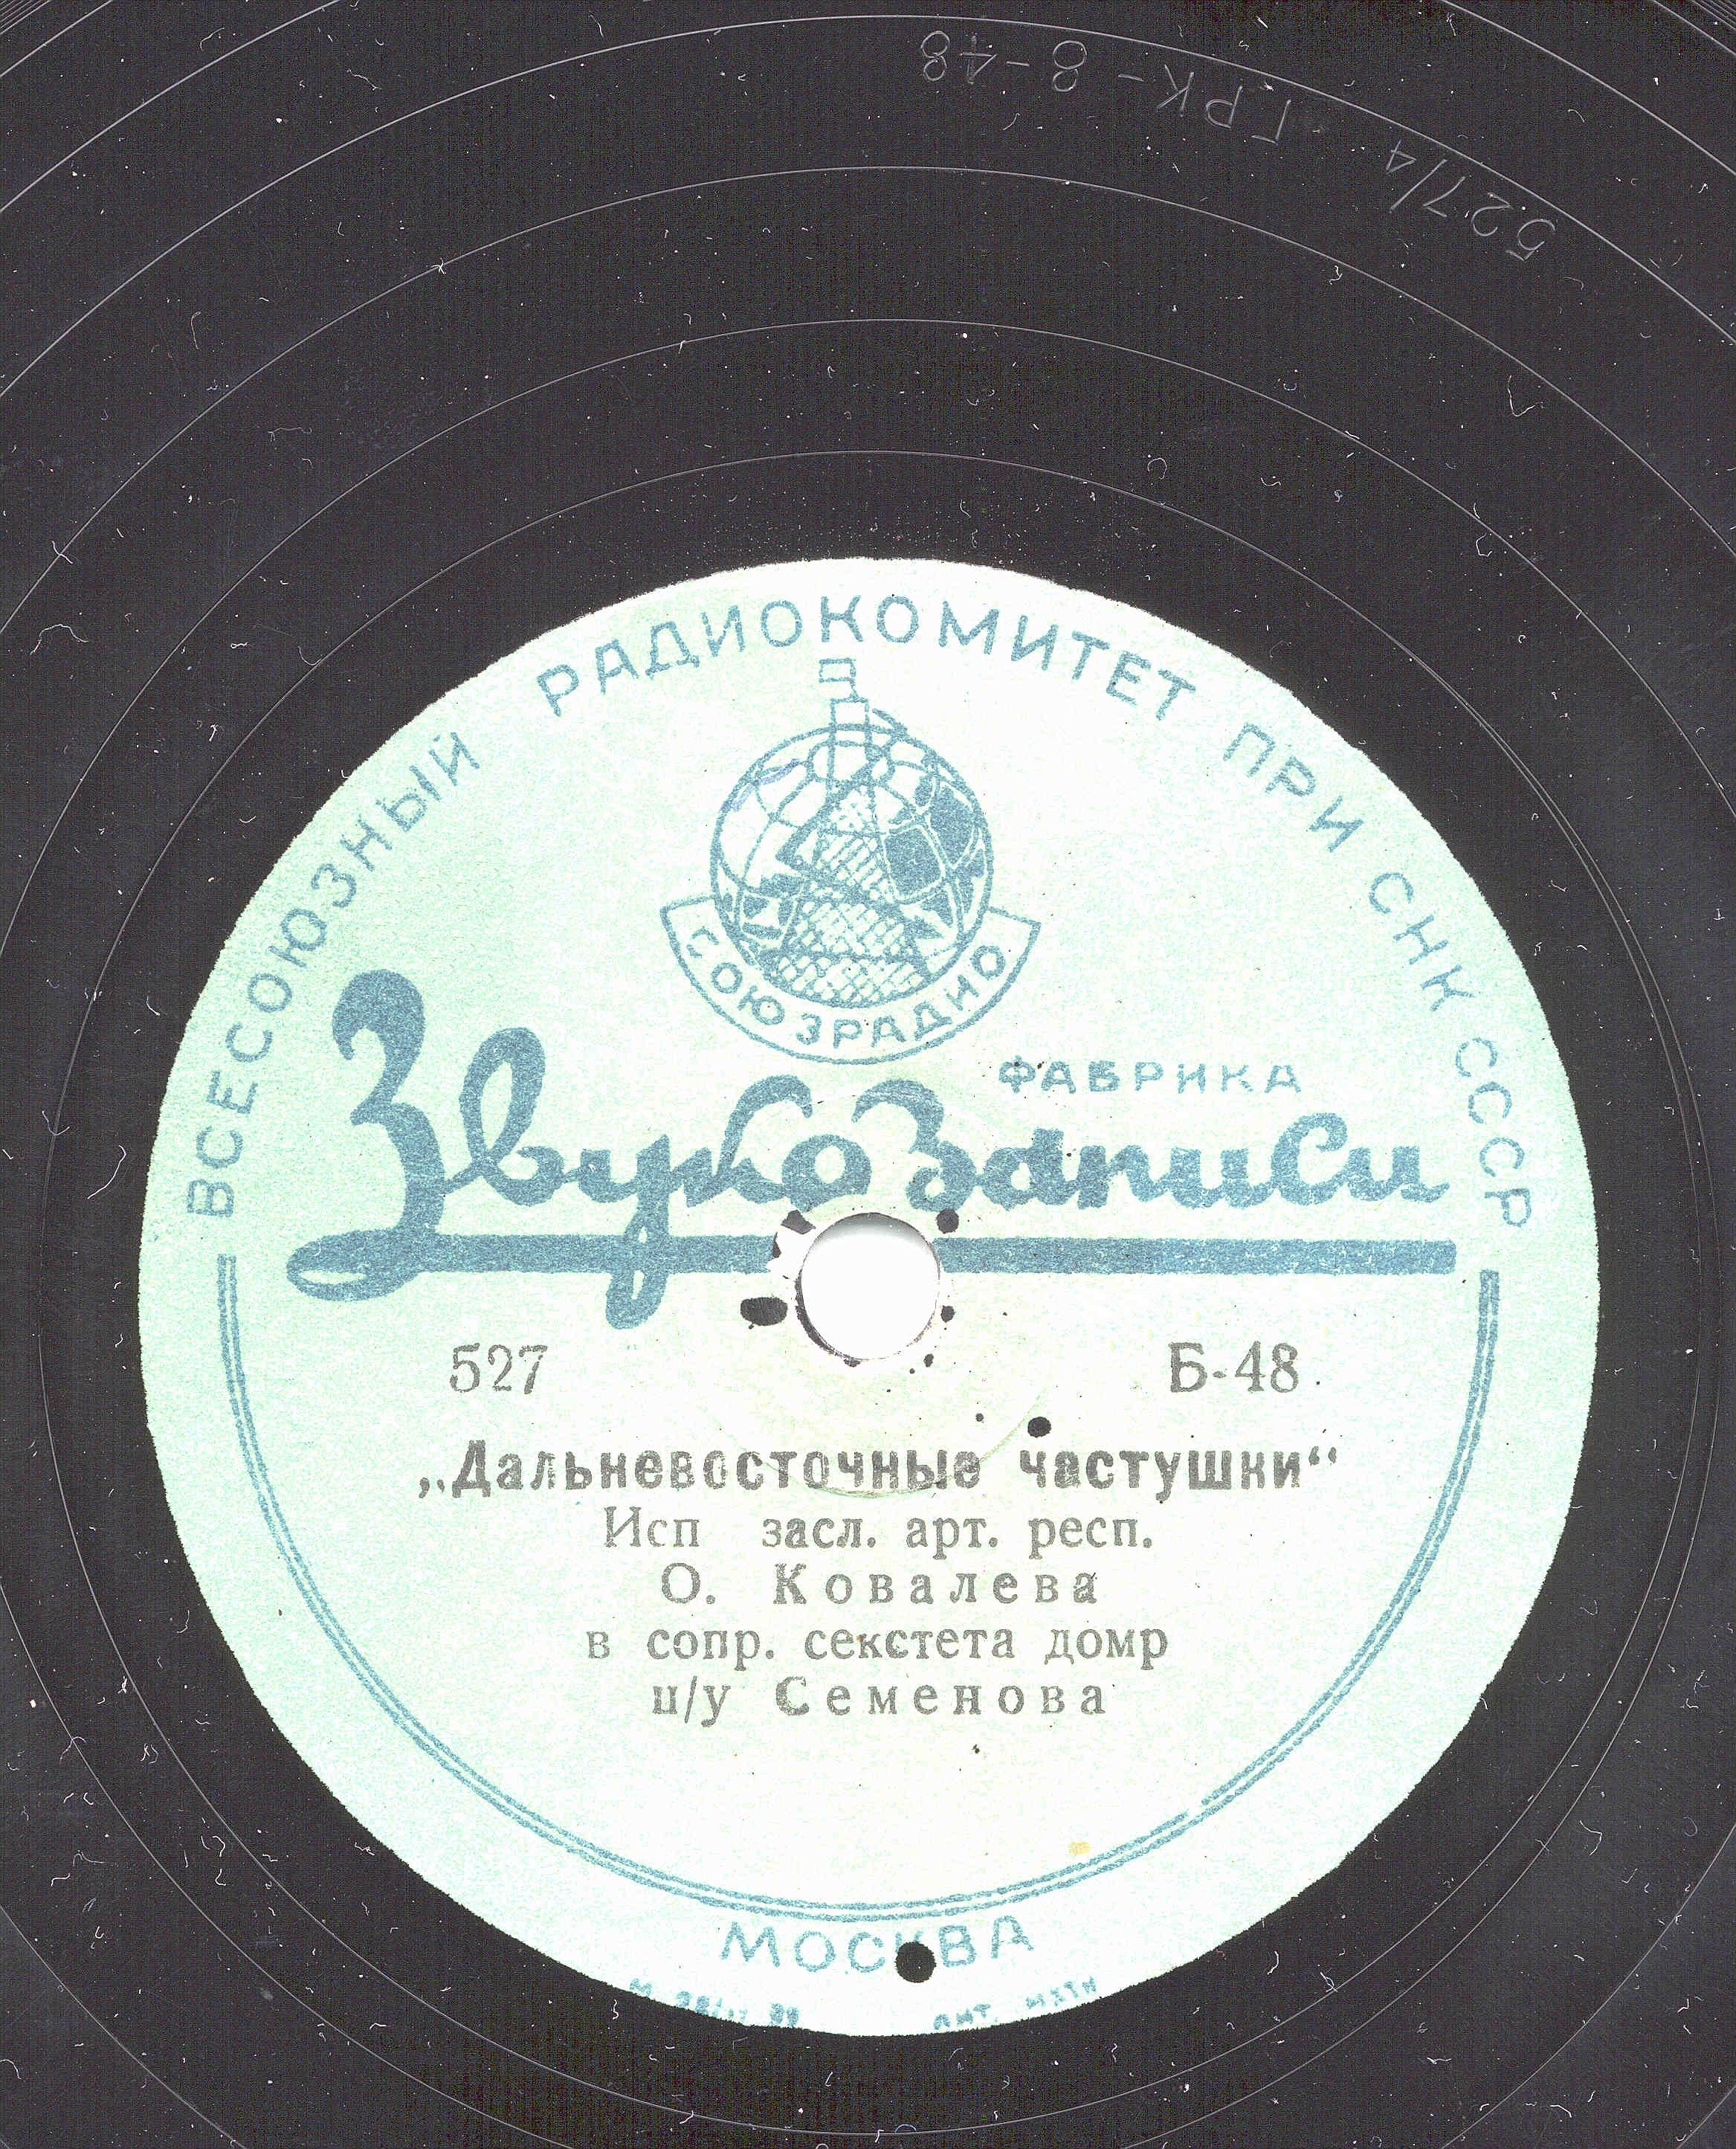 527/4 ГРК-8-48
ВСЕСОЮЗНЫЙ РАДИОКОМИТЕТ ПРИ СНК СССР
СОЮЗРАДИО
ФАБРИКА
ЗвукоЗаписи
527 Б-48
„Дальневосточные частушки“
Исп засл. арт. респ.
О. Ковалева
в сопр. секстета домр
п/у Семенова
МОСКВА